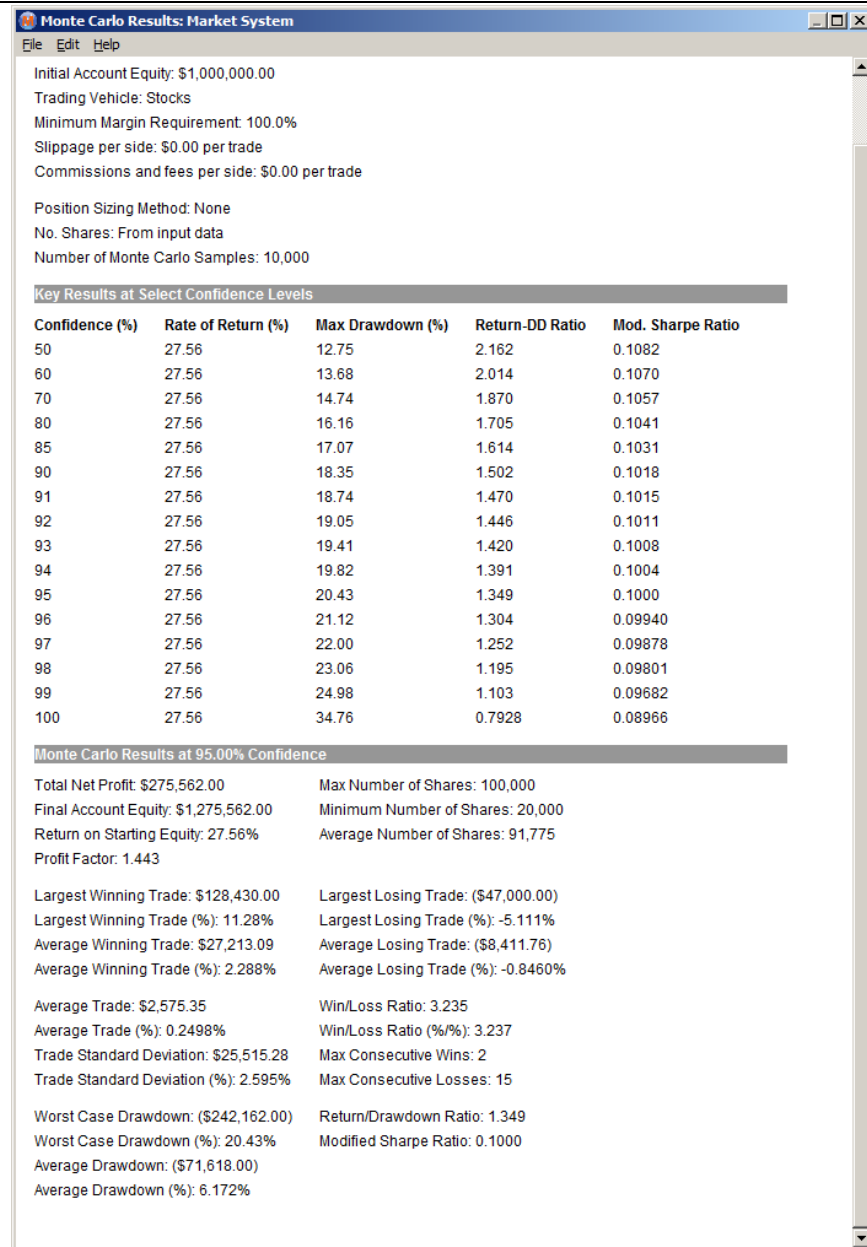 Monte Carlo Results: Market System
File Edit Help
Initial Account Equity: $1,000,000.00
Trading Vehicle: Stocks
Minimum Margin Requirement: 100.0%
Slippage per side: $0.00 per trade
Commissions and fees per side: $0.00 per trade
Position Sizing Method: None
No. Shares: From input data
Number of Monte Carlo Samples: 10,000
Key Results at Select Confidence Levels
Confidence (%) Rate of Return (%) Max Drawdown (%) Return-DD Ratio Mod. Sharpe Ratio
50 27.56 12.75 2.162 0.1082
60 27.56 13.68 2.014 0.1070
70 27.56 14.74 1.870 0.1057
80 27.56 16.16 1.705 0.1041
85 27.56 17.07 1.614 0.1031
90 27.56 18.35 1.502 0.1018
91 27.56 18.74 1.470 0.1015
92 27.56 19.05 1.446 0.1011
93 27.56 19.41 1.420 0.1008
94 27.56 19.82 1.391 0.1004
95 27.56 20.43 1.349 0.1000
96 27.56 21.12 1.304 0.09940
97 27.56 22.00 1.252 0.09878
98 27.56 23.06 1.195 0.09801
99 27.56 24.98 1.103 0.09682
100 27.56 34.76 0.7928 0.08966
Monte Carlo Results at 95.00% Confidence
Total Net Profit: $275,562.00 Max Number of Shares: 100,000
Final Account Equity: $1,275,562.00 Minimum Number of Shares: 20,000
Return on Starting Equity: 27.56% Average Number of Shares: 91,775
Profit Factor: 1.443
Largest Winning Trade: $128,430.00 Largest Losing Trade: ($47,000.00)
Largest Winning Trade (%): 11.28% Largest Losing Trade (%): -5.111%
Average Winning Trade: $27,213.09 Average Losing Trade: ($8,411.76)
Average Winning Trade (%): 2.288% Average Losing Trade (%): -0.8460%
Average Trade: $2,575.35 Win/Loss Ratio: 3.235
Average Trade (%): 0.2498% Win/Loss Ratio (%/%): 3.237
Trade Standard Deviation: $25,515.28 Max Consecutive Wins: 2
Trade Standard Deviation (%): 2.595% Max Consecutive Losses: 15
Worst Case Drawdown: ($242,162.00) Return/Drawdown Ratio: 1.349
Worst Case Drawdown (%): 20.43% Modified Sharpe Ratio: 0.1000
Average Drawdown: ($71,618.00)
Average Drawdown (%): 6.172%